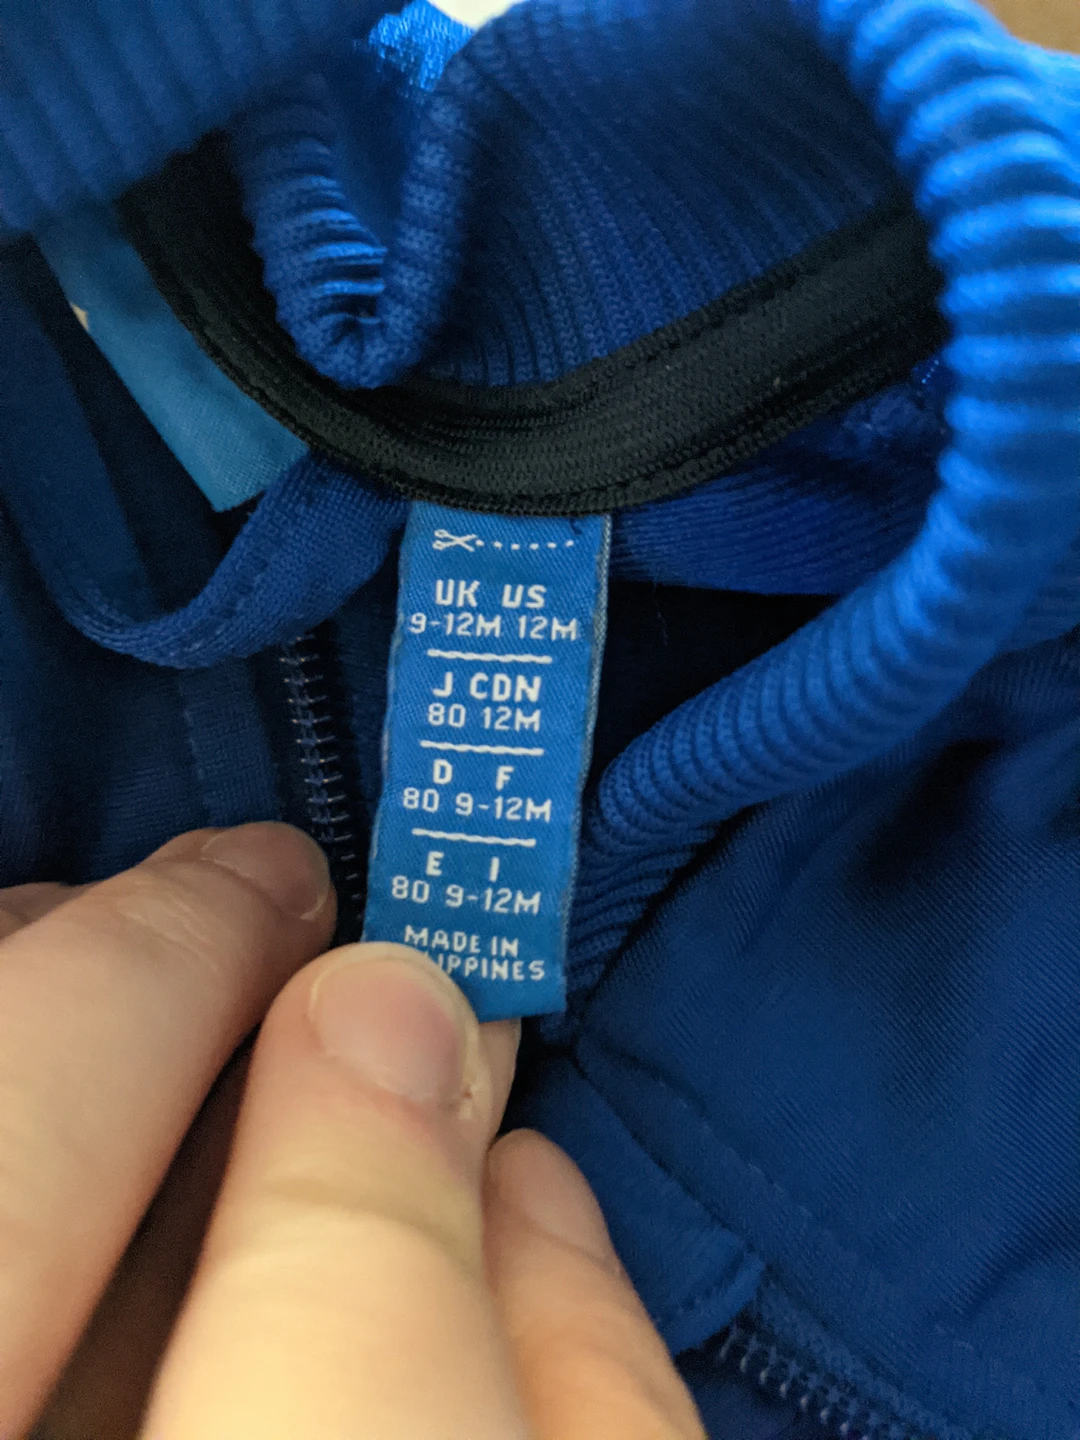 UK US
9-12M 12M
J CDN
80 12M
D F
80 9-12M
E I
80 9-12M
MADE IN